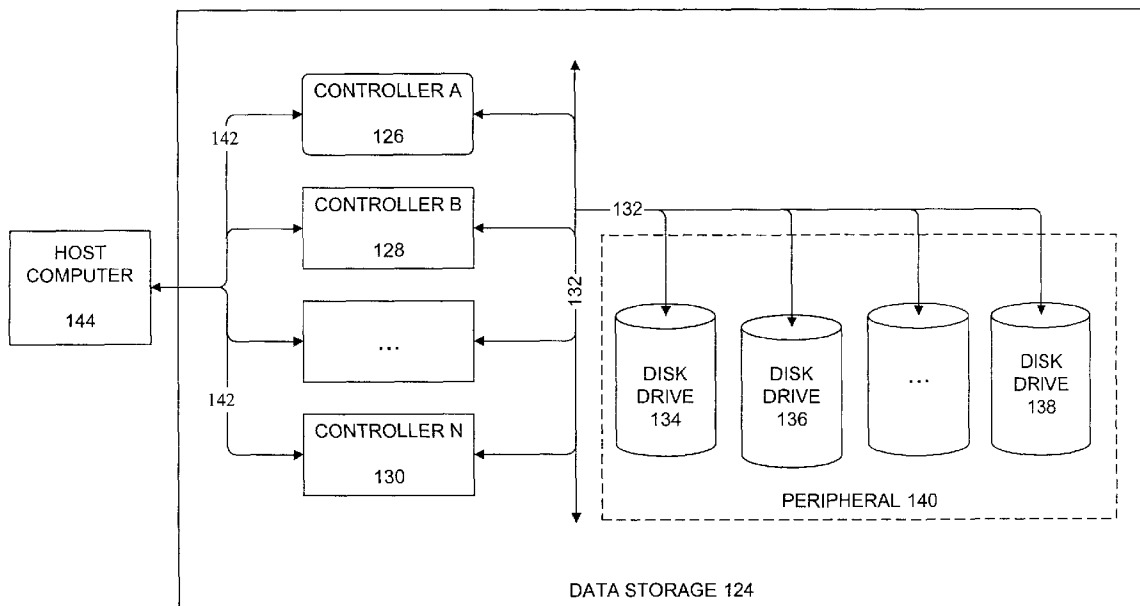 CONTROLLER A
126
142
CONTROLLER B
128
132
HOST
COMPUTER
144
132
...
DISK
DRIVE
134
DISK
DRIVE
136
...
DISK
DRIVE
138
142
CONTROLLER N
130
PERIPHERAL 140
DATA STORAGE 124